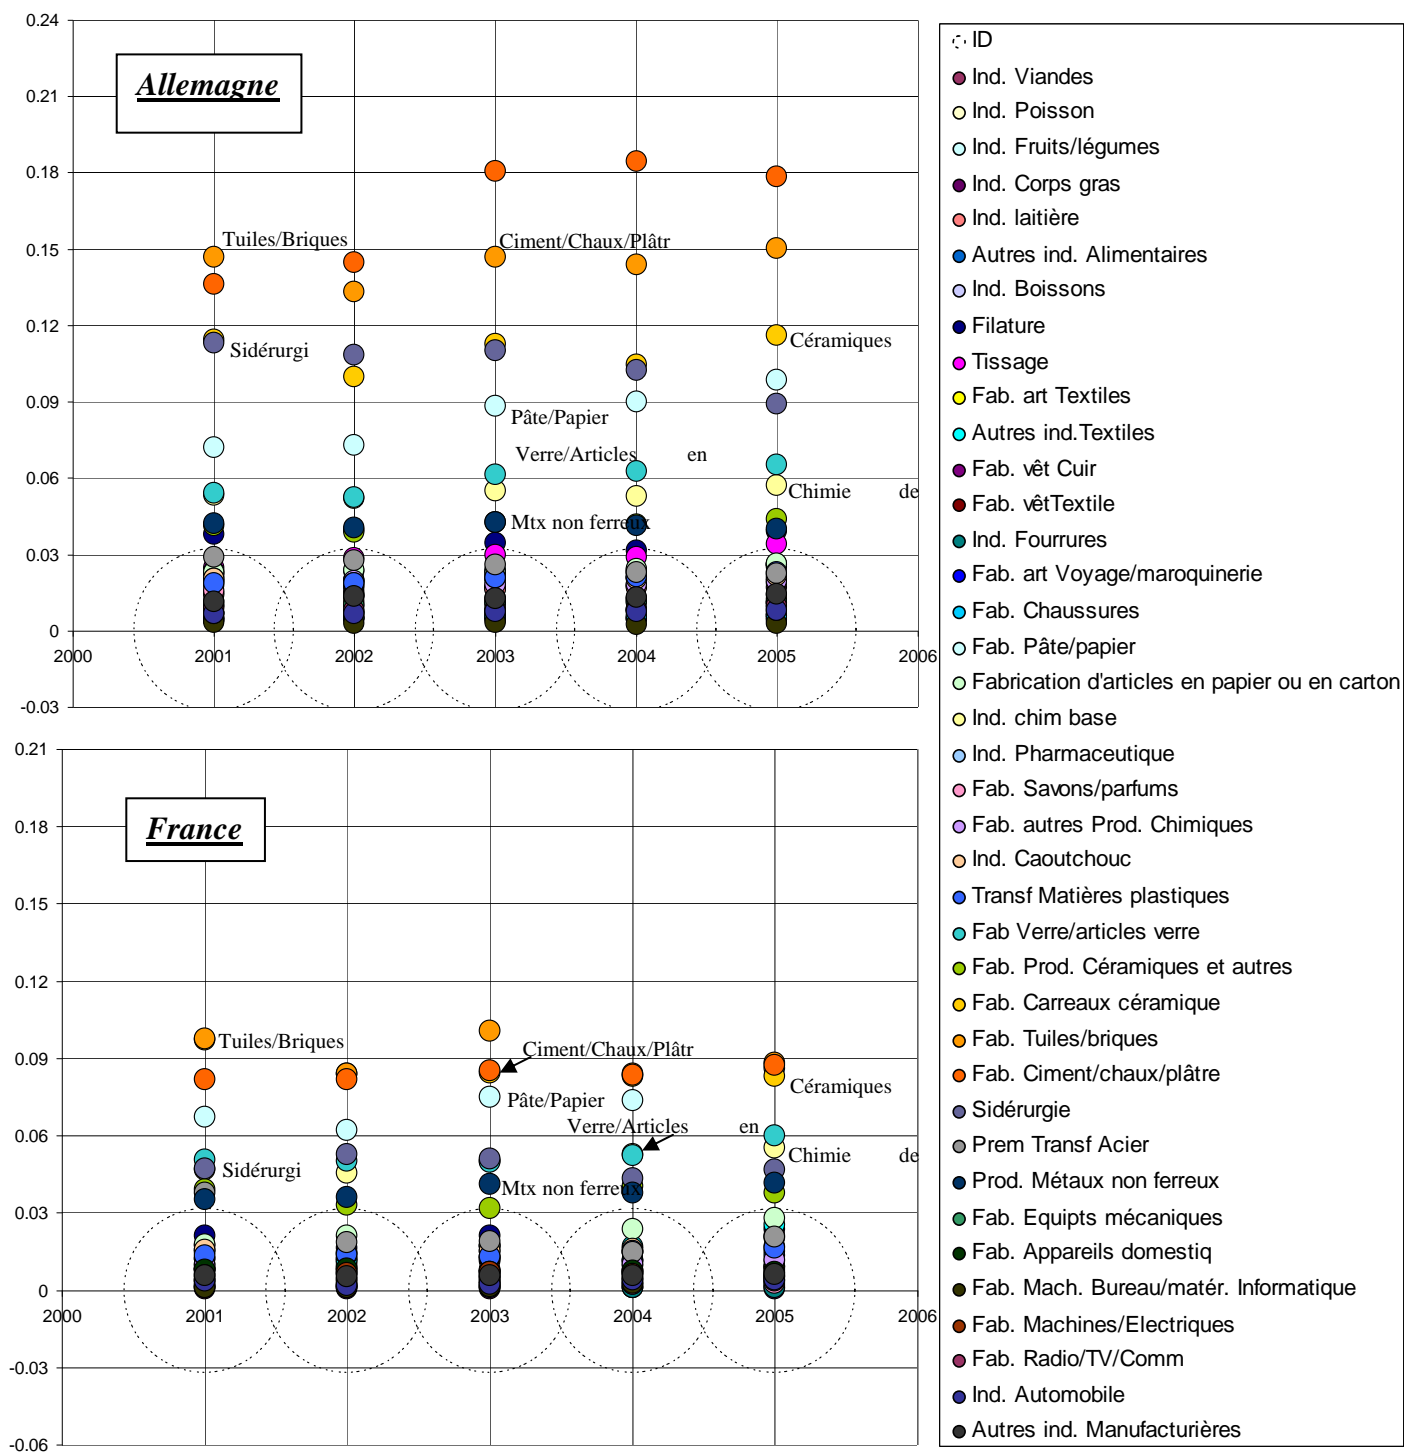 0.24
Allemagne
0.21
0.18
0.15
Tuiles/Briques
Ciment/Chaux/Plâtr
0.12
Sidérurgi
Céramiques
0.09
Pâte/Papier
Verre/Articles en
0.06
Chimie de
Mtx non ferreux
0.03
0
2000 2001 2002 2003 2004 2005 2006
-0.03
0.21
0.18
France
0.15
0.12
0.09
Tuiles/Briques
Ciment/Chaux/Plâtr
Céramiques
Pâte/Papier
0.06
Verre/Articles en
Chimie de
Sidérurgi
Mtx non ferreux
0.03
0
2000 2001 2002 2003 2004 2005 2006
-0.03
-0.06
ID
Ind. Viandes
Ind. Poisson
Ind. Fruits/légumes
Ind. Corps gras
Ind. laitière
Autres ind. Alimentaires
Ind. Boissons
Filature
Tissage
Fab. art Textiles
Autres ind.Textiles
Fab. vêt Cuir
Fab. vêtTextile
Ind. Fourrures
Fab. art Voyage/maroquinerie
Fab. Chaussures
Fab. Pâte/papier
Fabrication d'articles en papier ou en carton
Ind. chim base
Ind. Pharmaceutique
Fab. Savons/parfums
Fab. autres Prod. Chimiques
Ind. Caoutchouc
Transf Matières plastiques
Fab Verre/articles verre
Fab. Prod. Céramiques et autres
Fab. Carreaux céramique
Fab. Tuiles/briques
Fab. Ciment/chaux/plâtre
Sidérurgie
Prem Transf Acier
Prod. Métaux non ferreux
Fab. Equipts mécaniques
Fab. Appareils domestiq
Fab. Mach. Bureau/matér. Informatique
Fab. Machines/Electriques
Fab. Radio/TV/Comm
Ind. Automobile
Autres ind. Manufacturières